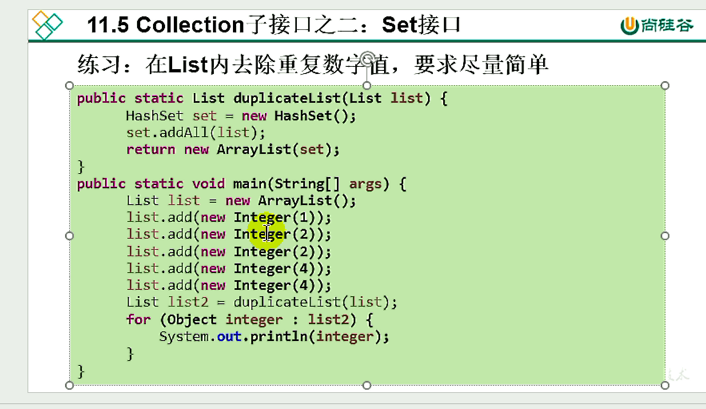 11.5 Collection子接口之二：Set接口
尚硅谷
练习：在List内去除重复数字值，要求尽量简单
public static List duplicateList(List list) {
HashSet set = new HashSet();
set.addAll(list);
return new ArrayList(set);
}
public static void main(String[] args) {
List list = new ArrayList();
list.add(new Integer(1));
list.add(new Integer(2));
list.add(new Integer(2));
list.add(new Integer(4));
list.add(new Integer(4));
List list2 = duplicateList(list);
for (Object integer : list2) {
System.out.println(integer);
}
}